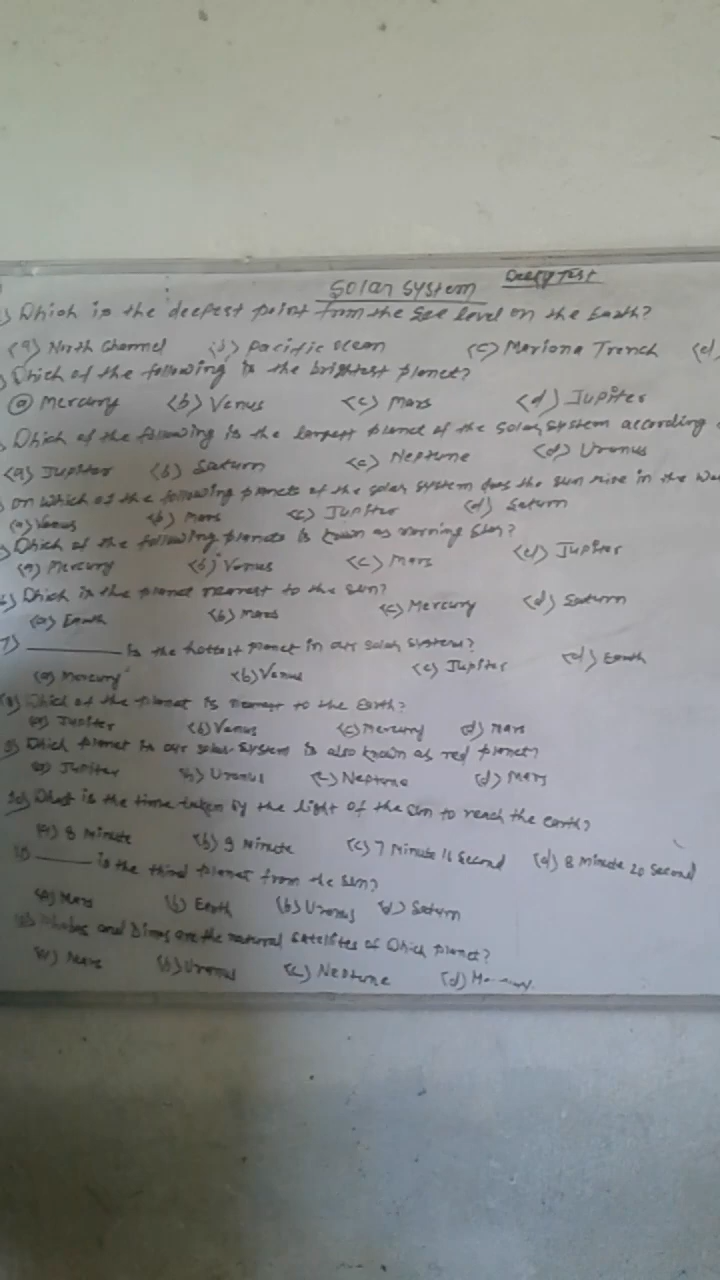 Solar System
Which is the deepest point from the See level on the Earth?
(a) North Channel (b) Pacific Ocean (c) Mariana Trench (d)
Which of the following is the brightest planet?
(a) Mercury (b) Venus (c) Mars (d) Jupiter
Which of the following is the largest planet of the solar system according
(a) Jupiter (b) Saturn (c) Neptune (d) Uranus
on which of the following planets of the solar system does the sun rise in the
(a) Venus (b) Mars (c) Jupiter (d) Saturn
Which of the following planets is known as morning Star?
(a) Mercury (b) Venus (c) Mars (d) Jupiter
Which is the planet nearest to the Sun?
(a) Earth (b) Mars (c) Mercury (d) Saturn
7) ______ is the hottest planet in our solar system?
(a) Mercury (b) Venus (c) Jupiter (d) Earth
Which of the planet is nearest to the Earth?
(a) Jupiter (b) Venus (c) Mercury (d) Mars
Which planet in our solar system is also known as red planet?
(a) Jupiter (b) Uranus (c) Neptune (d) Mars
10) What is the time taken by the light of the Sun to reach the earth?
(A) 8 Minute (b) 9 Minute (c) 7 Minute 16 Second (d) 8 Minute 20 Second
______ is the third planet from the Sun?
(A) Mars (b) Earth (b) Uranus (d) Saturn
and are the natural Satellites of Which planet?
(a) Mars (b) Uranus (c) Neptune (d)